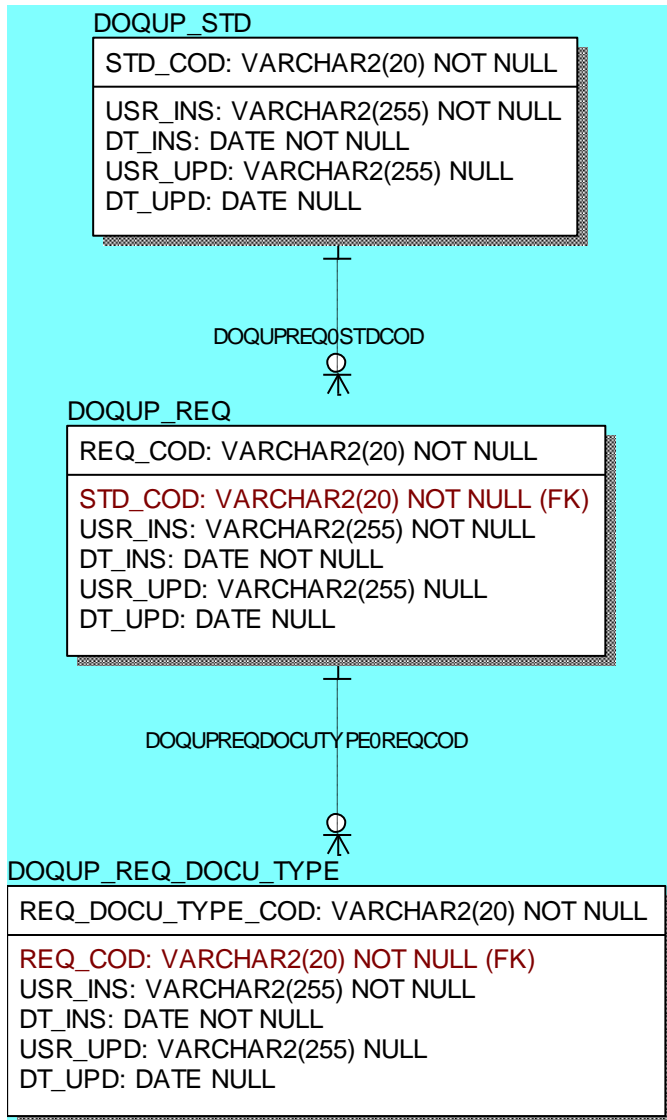 DOQUP_STD
STD_COD: VARCHAR2(20) NOT NULL
USR_INS: VARCHAR2(255) NOT NULL
DT_INS: DATE NOT NULL
USR_UPD: VARCHAR2(255) NULL
DT_UPD: DATE NULL
DOQUPREQ0STDCOD
DOQUP_REQ
REQ_COD: VARCHAR2(20) NOT NULL
STD_COD: VARCHAR2(20) NOT NULL (FK)
USR_INS: VARCHAR2(255) NOT NULL
DT_INS: DATE NOT NULL
USR_UPD: VARCHAR2(255) NULL
DT_UPD: DATE NULL
DOQUPREQDOCUTYPE0REQCOD
DOQUP_REQ_DOCU_TYPE
REQ_DOCU_TYPE_COD: VARCHAR2(20) NOT NULL
REQ_COD: VARCHAR2(20) NOT NULL (FK)
USR_INS: VARCHAR2(255) NOT NULL
DT_INS: DATE NOT NULL
USR_UPD: VARCHAR2(255) NULL
DT_UPD: DATE NULL